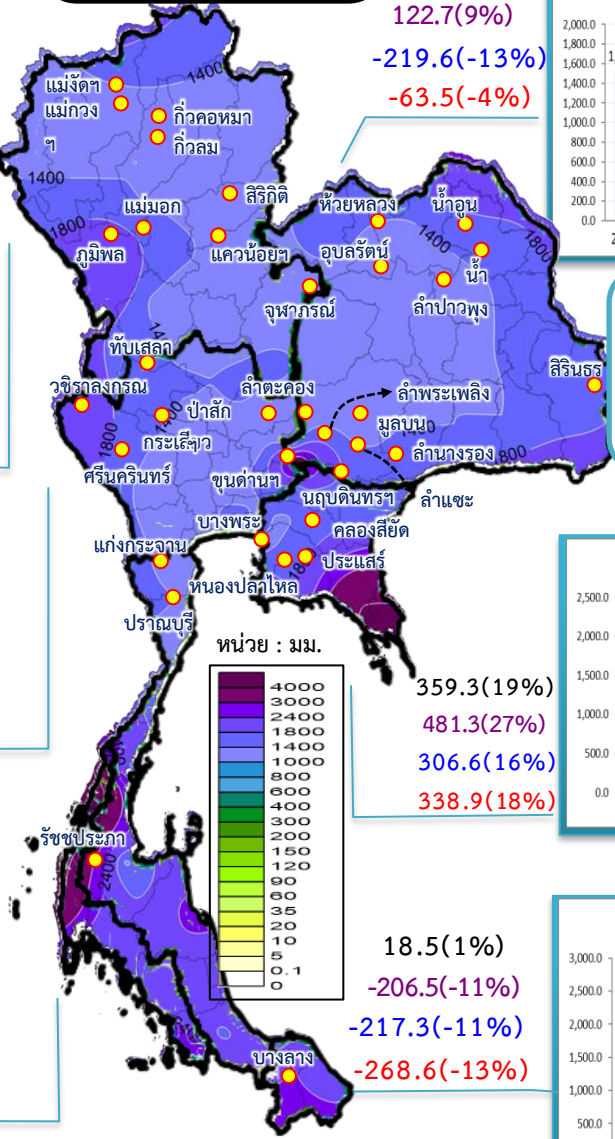 122.7(9%)
-219.6(-13%)
-63.5(-4%)
2,000.0
1,800.0
1,600.0
1,400.0
1,200.0
1,000.0
800.0
600.0
400.0
200.0
0.0
1400
แม่งัดฯ
แม่กวง
ฯ
กิ่วคอหมา
กิ่วลม
1400
สิริกิติ์
แม่มอก
1800
ภูมิพล
แควน้อยฯ
ห้วยหลวง
น้ำอูน
1400
1800
อุบลรัตน์
น้ำ
ลำปาวพุง
จุฬาภรณ์
ทับเสลา
สิรินธร
วชิราลงกรณ
ลำตะคอง
ลำพระเพลิง
ป่าสัก
1400
มูลบน
1800
กระเสียว
ลำนางรอง
800
ศรีนครินทร์
ขุนด่านฯ
นฤบดินทรฯ
ลำแซะ
บางพระ
คลองสียัด
แก่งกระจาน
1800
ประแสร์
หนองปลาไหล
ปราณบุรี
หน่วย : มม.
4000
3000
2400
1800
1400
1000
800
600
400
300
200
150
120
90
60
35
20
10
5
0.1
0
359.3(19%)
481.3(27%)
306.6(16%)
338.9(18%)
2,500.0
2,000.0
1,500.0
1,000.0
500.0
0.0
รัชชประภา
2400
18.5(1%)
-206.5(-11%)
-217.3(-11%)
-268.6(-13%)
บางลาง
3,000.0
2,500.0
2,000.0
1,500.0
1,000.0
500.0